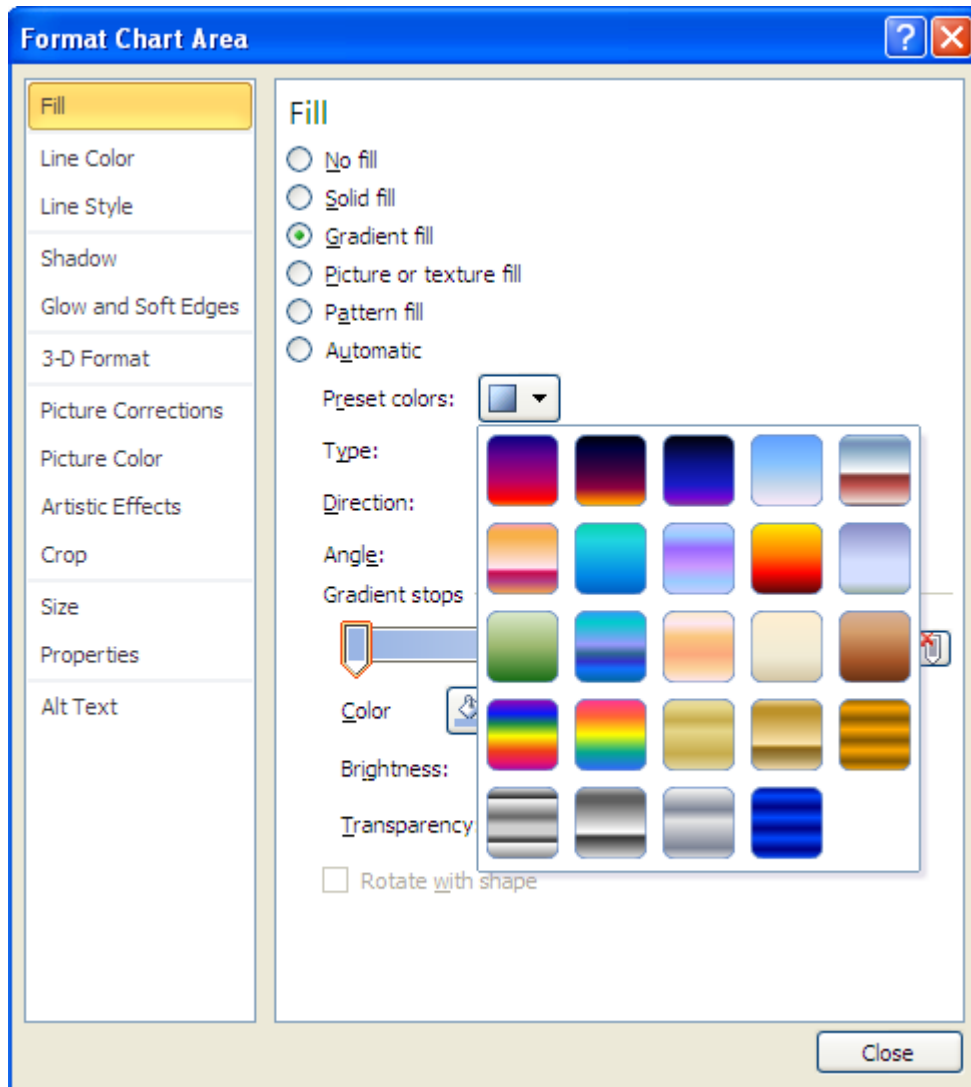 Format Chart Area
?
Fill
Line Color
Line Style
Shadow
Glow and Soft Edges
3-D Format
Picture Corrections
Picture Color
Artistic Effects
Crop
Size
Properties
Alt Text
Fill
No fill
Solid fill
Gradient fill
Picture or texture fill
Pattern fill
Automatic
Preset colors:
Type:
Direction:
Angle:
Gradient stops
Color
Brightness:
Transparency
Rotate with shape
Close